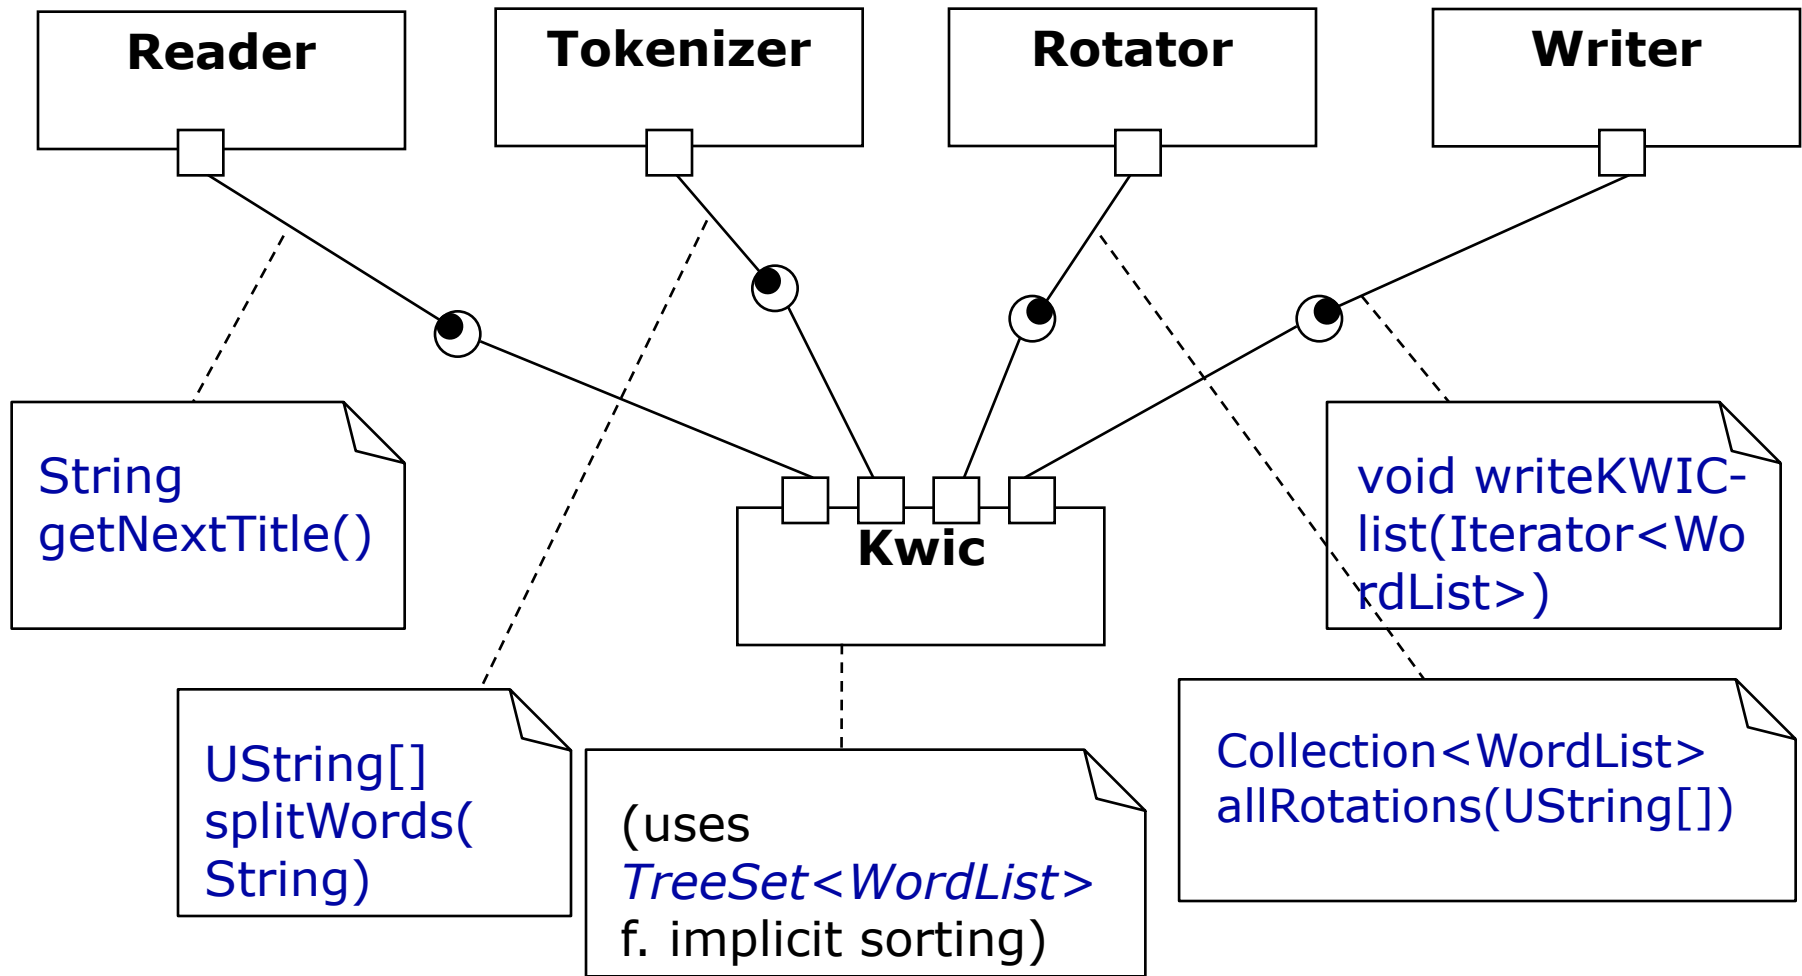 Reader
Tokenizer
Rotator
Writer
String
getNextTitle()
void writeKWIC-
list(Iterator<Wo
rdList>)
Kwic
UString[]
splitWords(
String)
(uses
TreeSet<WordList>
f. implicit sorting)
Collection<WordList>
allRotations(UString[])